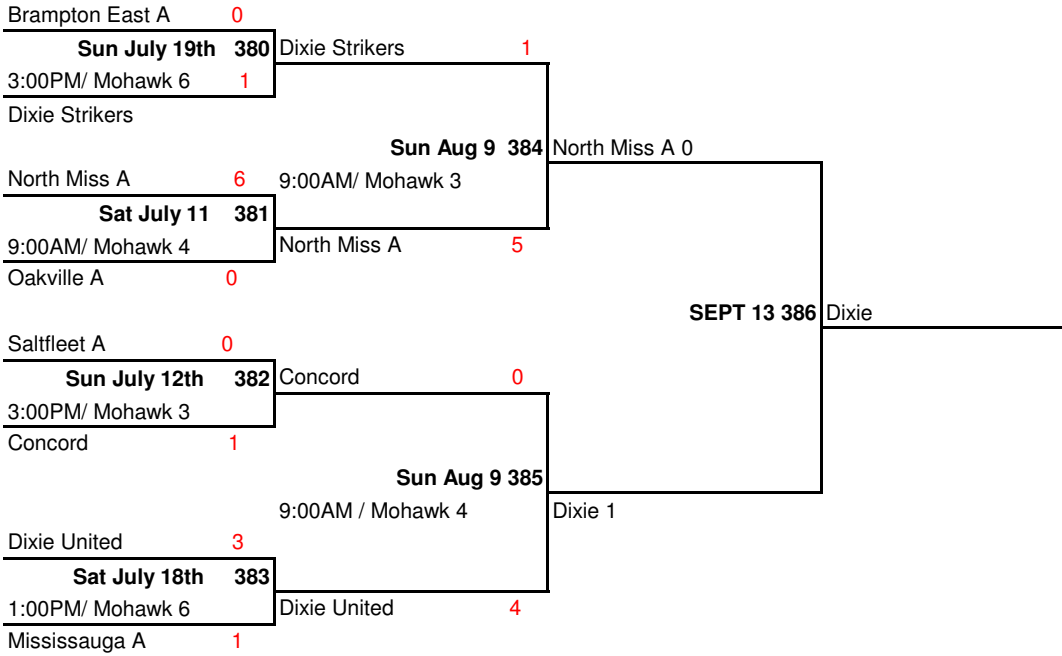 Brampton East A 0
Sun July 19th 380 Dixie Strikers 1
3:00PM/ Mohawk 6 1
Dixie Strikers
Sun Aug 9 384 North Miss A 0
North Miss A 6 9:00AM/ Mohawk 3
Sat July 11 381
9:00AM/ Mohawk 4 North Miss A 5
Oakville A 0
SEPT 13 386 Dixie
Saltfleet A 0
Sun July 12th 382 Concord 0
3:00PM/ Mohawk 3
Concord 1
Sun Aug 9 385
9:00AM / Mohawk 4 Dixie 1
Dixie United 3
Sat July 18th 383
1:00PM/ Mohawk 6 Dixie United 4
Mississauga A 1